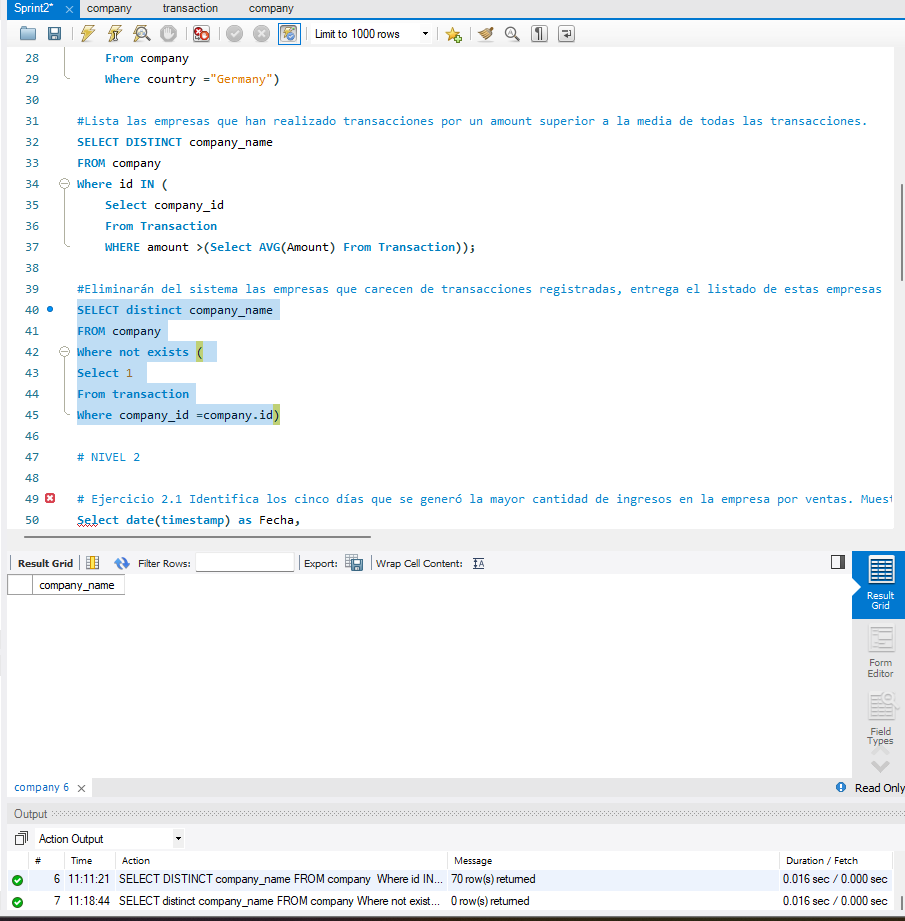 Sprint2* company transaction company
Limit to 1000 rows
28 From company
29 Where country ="Germany")
30
31 #Lista las empresas que han realizado transacciones por un amount superior a la media de todas las transacciones.
32 SELECT DISTINCT company_name
33 FROM company
34 Where id IN (
35 Select company_id
36 From Transaction
37 WHERE amount >(Select AVG(Amount) From Transaction));
38
39 #Eliminarán del sistema las empresas que carecen de transacciones registradas, entrega el listado de estas empresas
40 SELECT distinct company_name
41 FROM company
42 Where not exists (
43 Select 1
44 From transaction
45 Where company_id =company.id)
46
47 # NIVEL 2
48
49 # Ejercicio 2.1 Identifica los cinco días que se generó la mayor cantidad de ingresos en la empresa por ventas. Muest
50 Select date(timestamp) as Fecha,
Result Grid Filter Rows: Export: Wrap Cell Content:
company_name
Result
Grid
Form
Editor
Field
Types
company 6 Read Only
Output
Action Output
# Time Action Message Duration / Fetch
6 11:11:21 SELECT DISTINCT company_name FROM company Where id IN... 70 row(s) returned 0.016 sec / 0.000 sec
7 11:18:44 SELECT distinct company_name FROM company Where not exist... 0 row(s) returned 0.016 sec / 0.000 sec